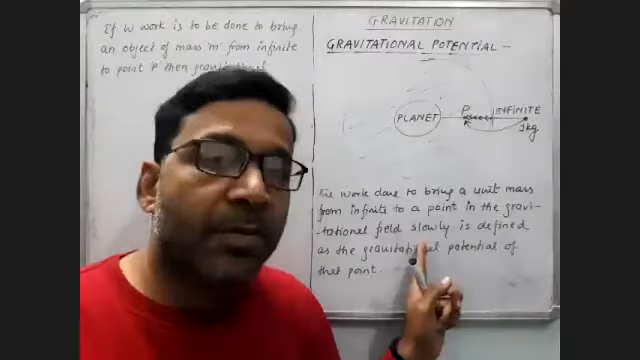 If W work is to be done to bring
an object of mass 'm' from infinite
to point P then gravitational
GRAVITATION
GRAVITATIONAL POTENTIAL -
PLANET
P
INFINITE
1kg
The work done to bring a unit mass
from infinite to a point in the gravi-
-tational field slowly is defined
as the gravitational potential of
that point.